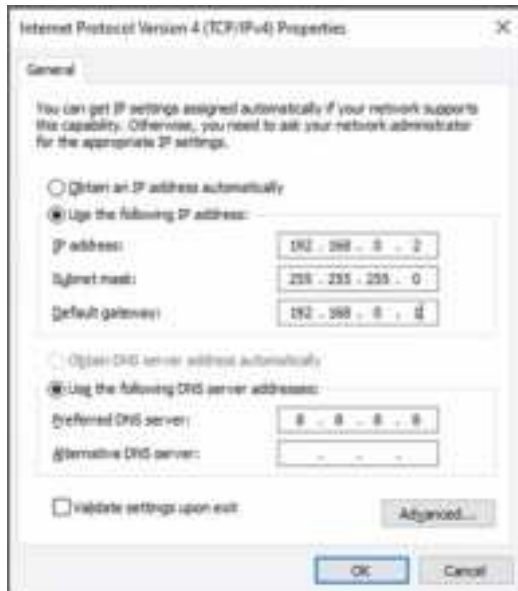 Internet Protocol Version 4 (TCP/IPv4) Properties
General
You can get IP settings assigned automatically if your network supports
this capability. Otherwise, you need to ask your network administrator
for the appropriate IP settings.
Obtain an IP address automatically
Use the following IP address:
IP address: 192 . 168 . 0 . 2
Subnet mask: 255 . 255 . 255 . 0
Default gateway: 192 . 168 . 0 . 1
Obtain DNS server address automatically
Use the following DNS server addresses:
Preferred DNS server: 8 . 8 . 8 . 8
Alternative DNS server: . . .
Validate settings upon exit
Advanced...
OK Cancel